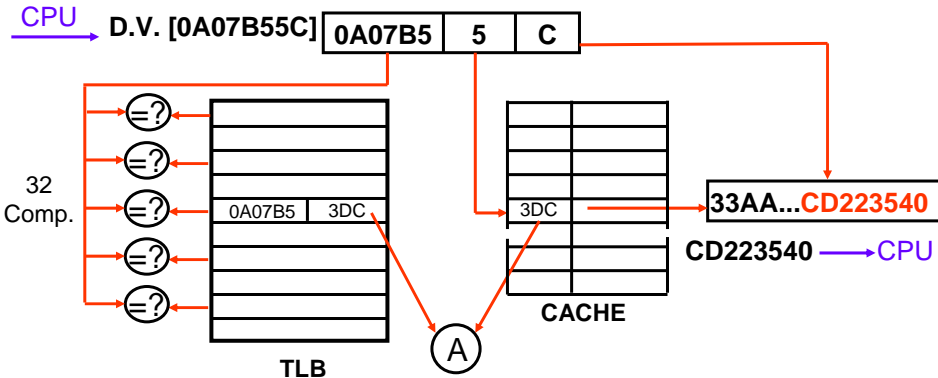 CPU
D.V. [0A07B55C]
0A07B5 5 C
=?
=?
=?
=?
=?
32
Comp.
0A07B5 3DC
3DC
33AA...CD223540
CD223540
CPU
CACHE
A
TLB